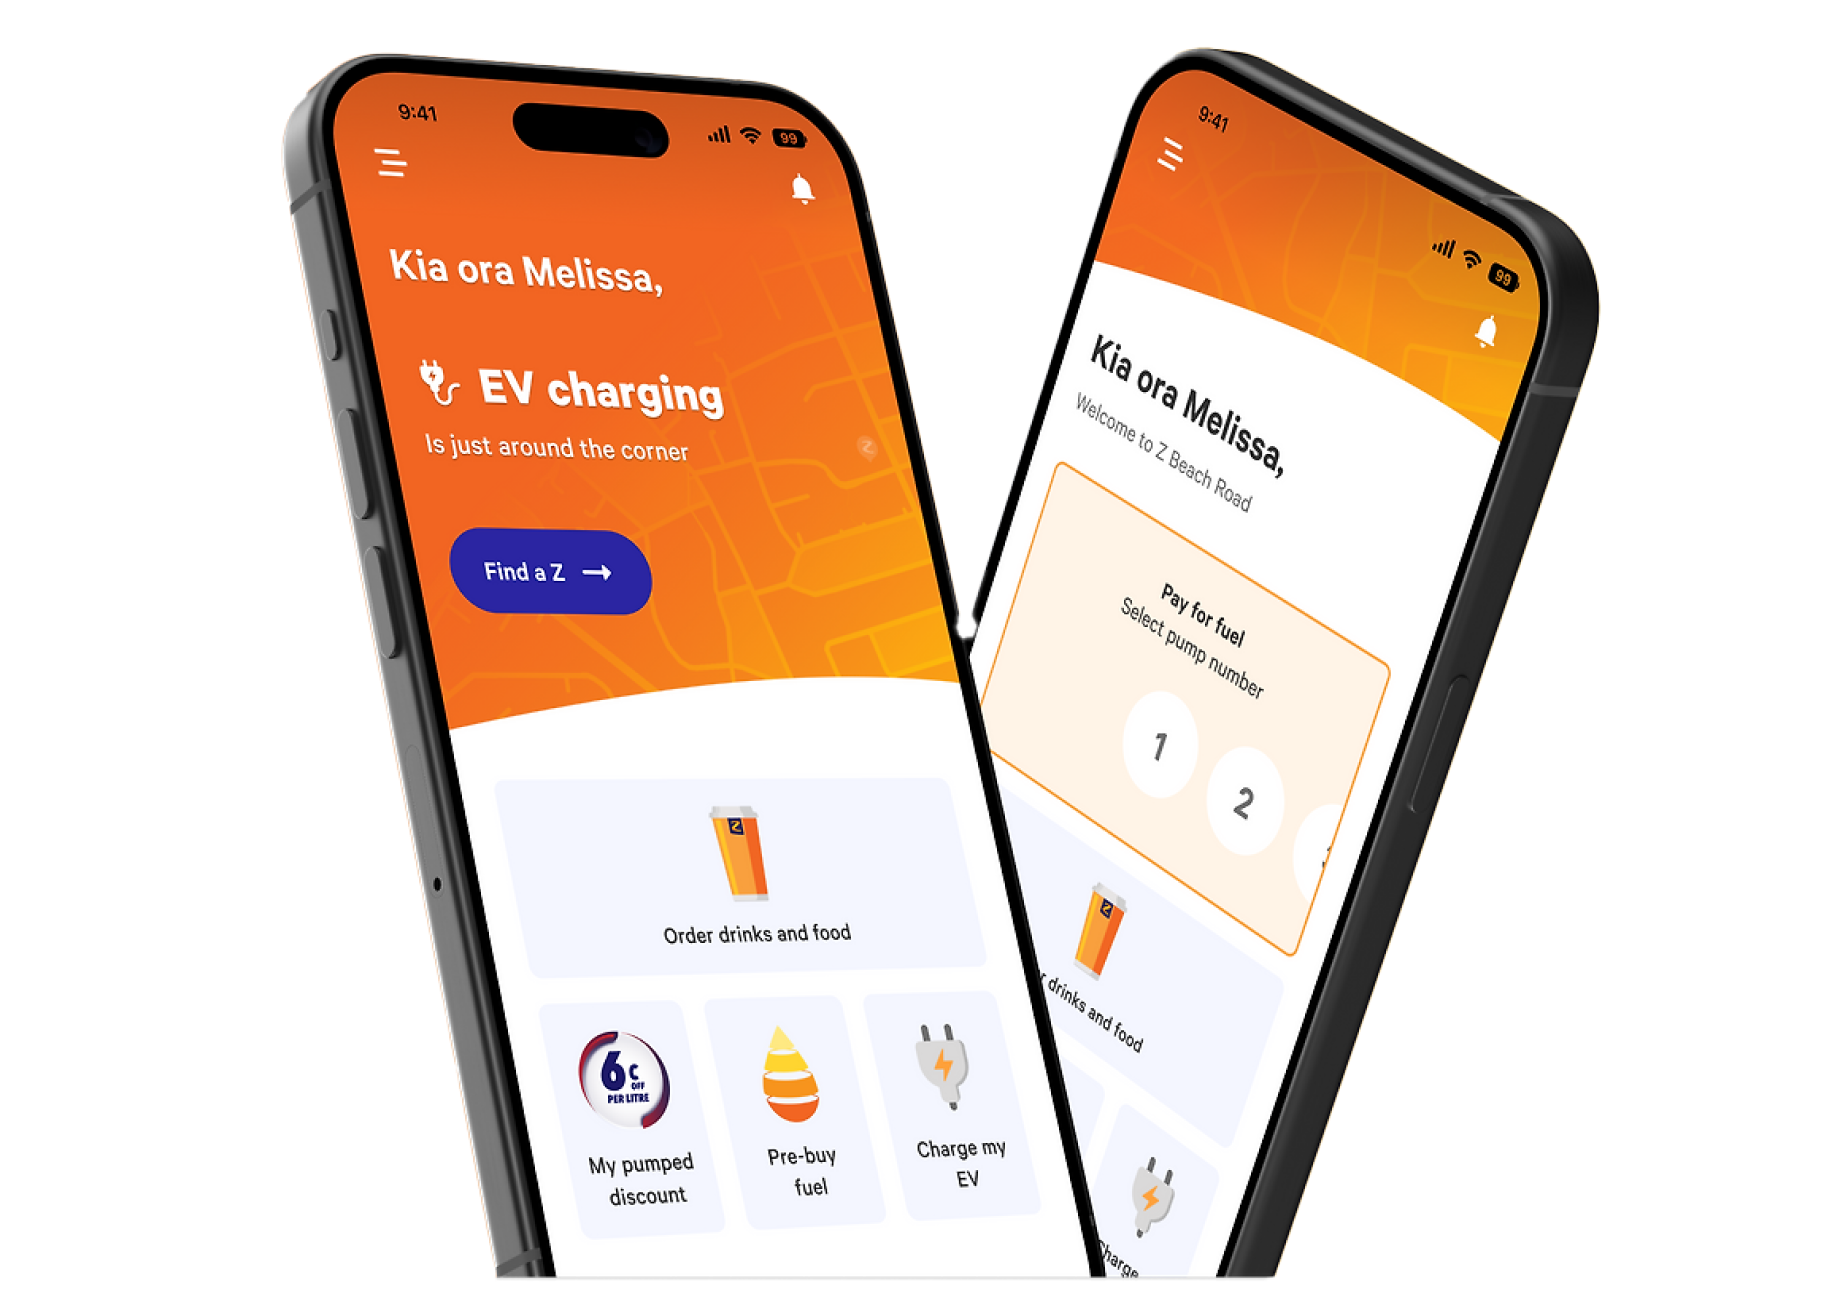 9:41
99
Kia ora Melissa,
EV charging
Is just around the corner
Z
Find a Z
Z
Order drinks and food
6c
OFF
PER LITRE
My pumped
discount
Pre-buy
fuel
Charge my
EV
9:41
99
Kia ora Melissa,
Welcome to Z Beach Road
Pay for fuel
Select pump number
1
2
Z
drinks and food
Charge